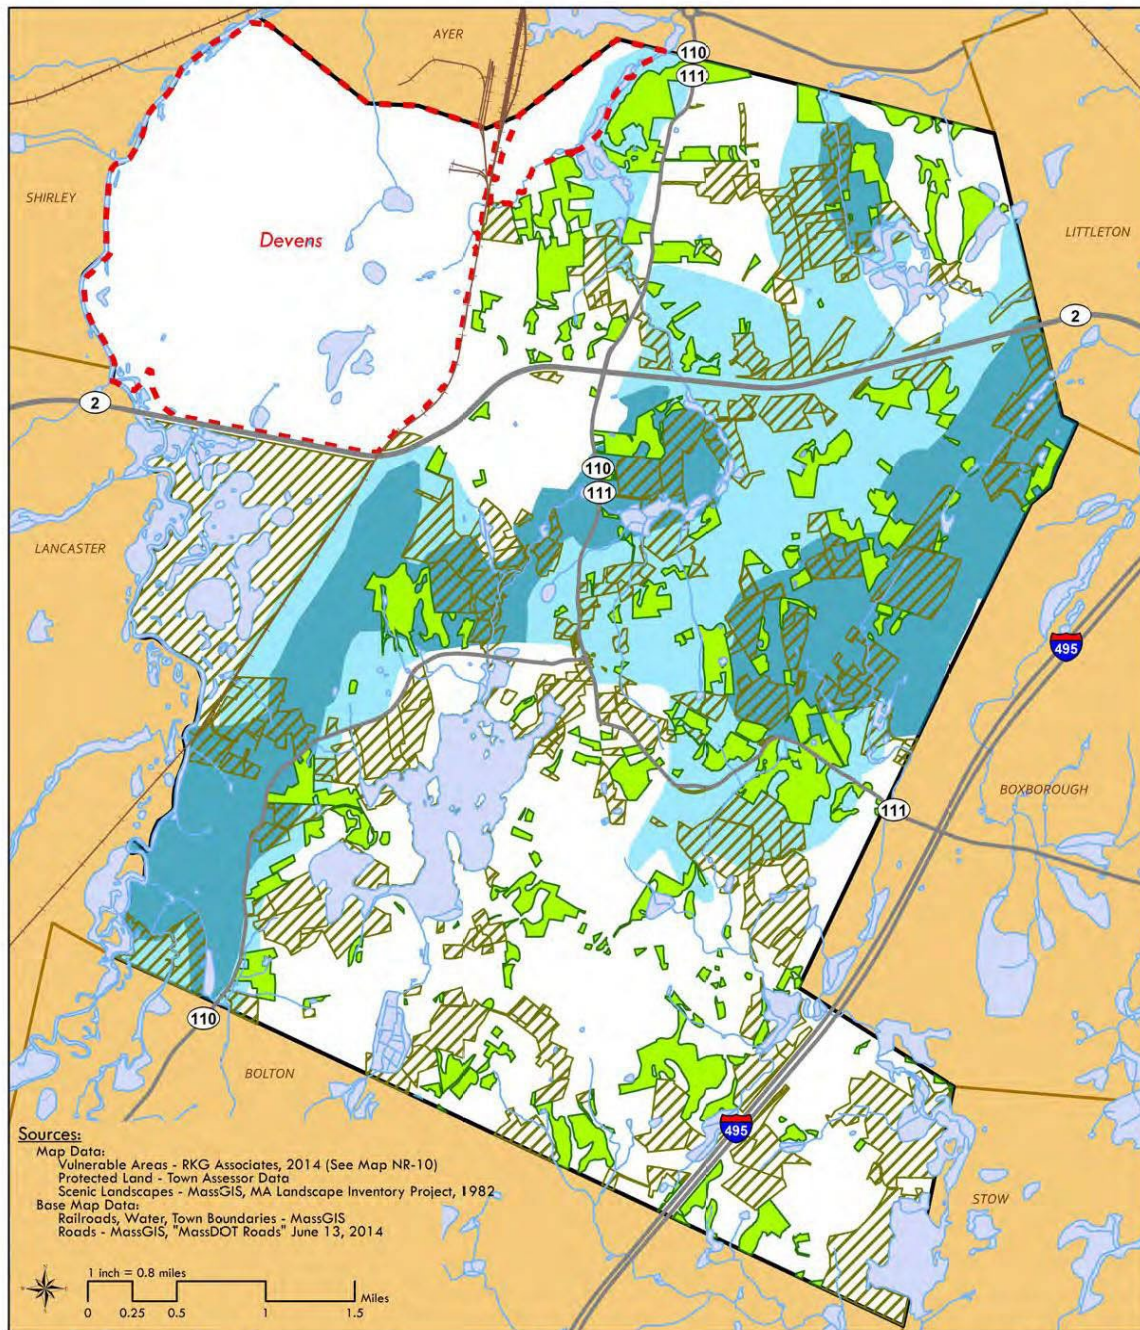 AYER
110
111
SHIRLEY
Devens
LITTLETON
2
2
110
111
LANCASTER
495
BOXBOROUGH
111
110
BOLTON
495
STOW
Sources:
Map Data:
Vulnerable Areas - RKG Associates, 2014 (See Map NR-10)
Protected Land - Town Assessor Data
Scenic Landscapes - MassGIS, MA Landscape Inventory Project, 1982
Base Map Data:
Railroads, Water, Town Boundaries - MassGIS
Roads - MassGIS, "MassDOT Roads" June 13, 2014
1 inch = 0.8 miles
Miles
0 0.25 0.5 1 1.5